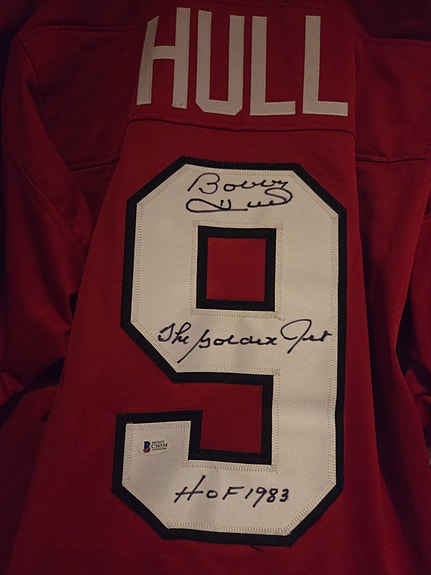 HULL
9
Bobby
Hull
The Golden Jet
HOF 1983
B